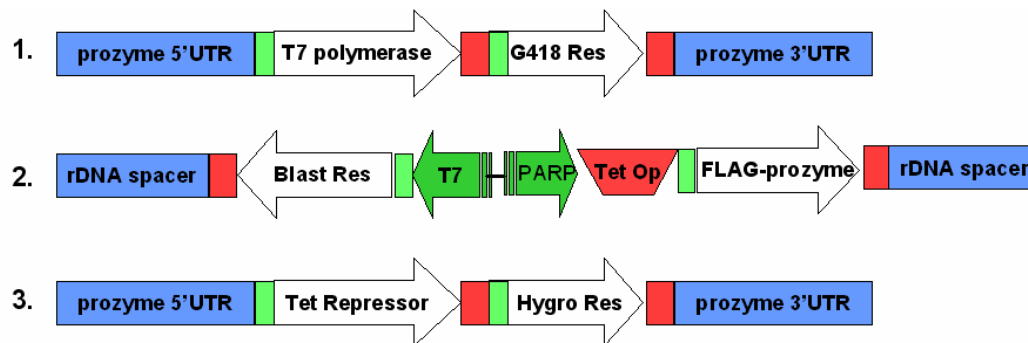 1. prozyme 5'UTR T7 polymerase G418 Res prozyme 3'UTR
2. rDNA spacer Blast Res T7 PARP Tet Op FLAG-prozyme rDNA spacer
3. prozyme 5'UTR Tet Repressor Hygro Res prozyme 3'UTR